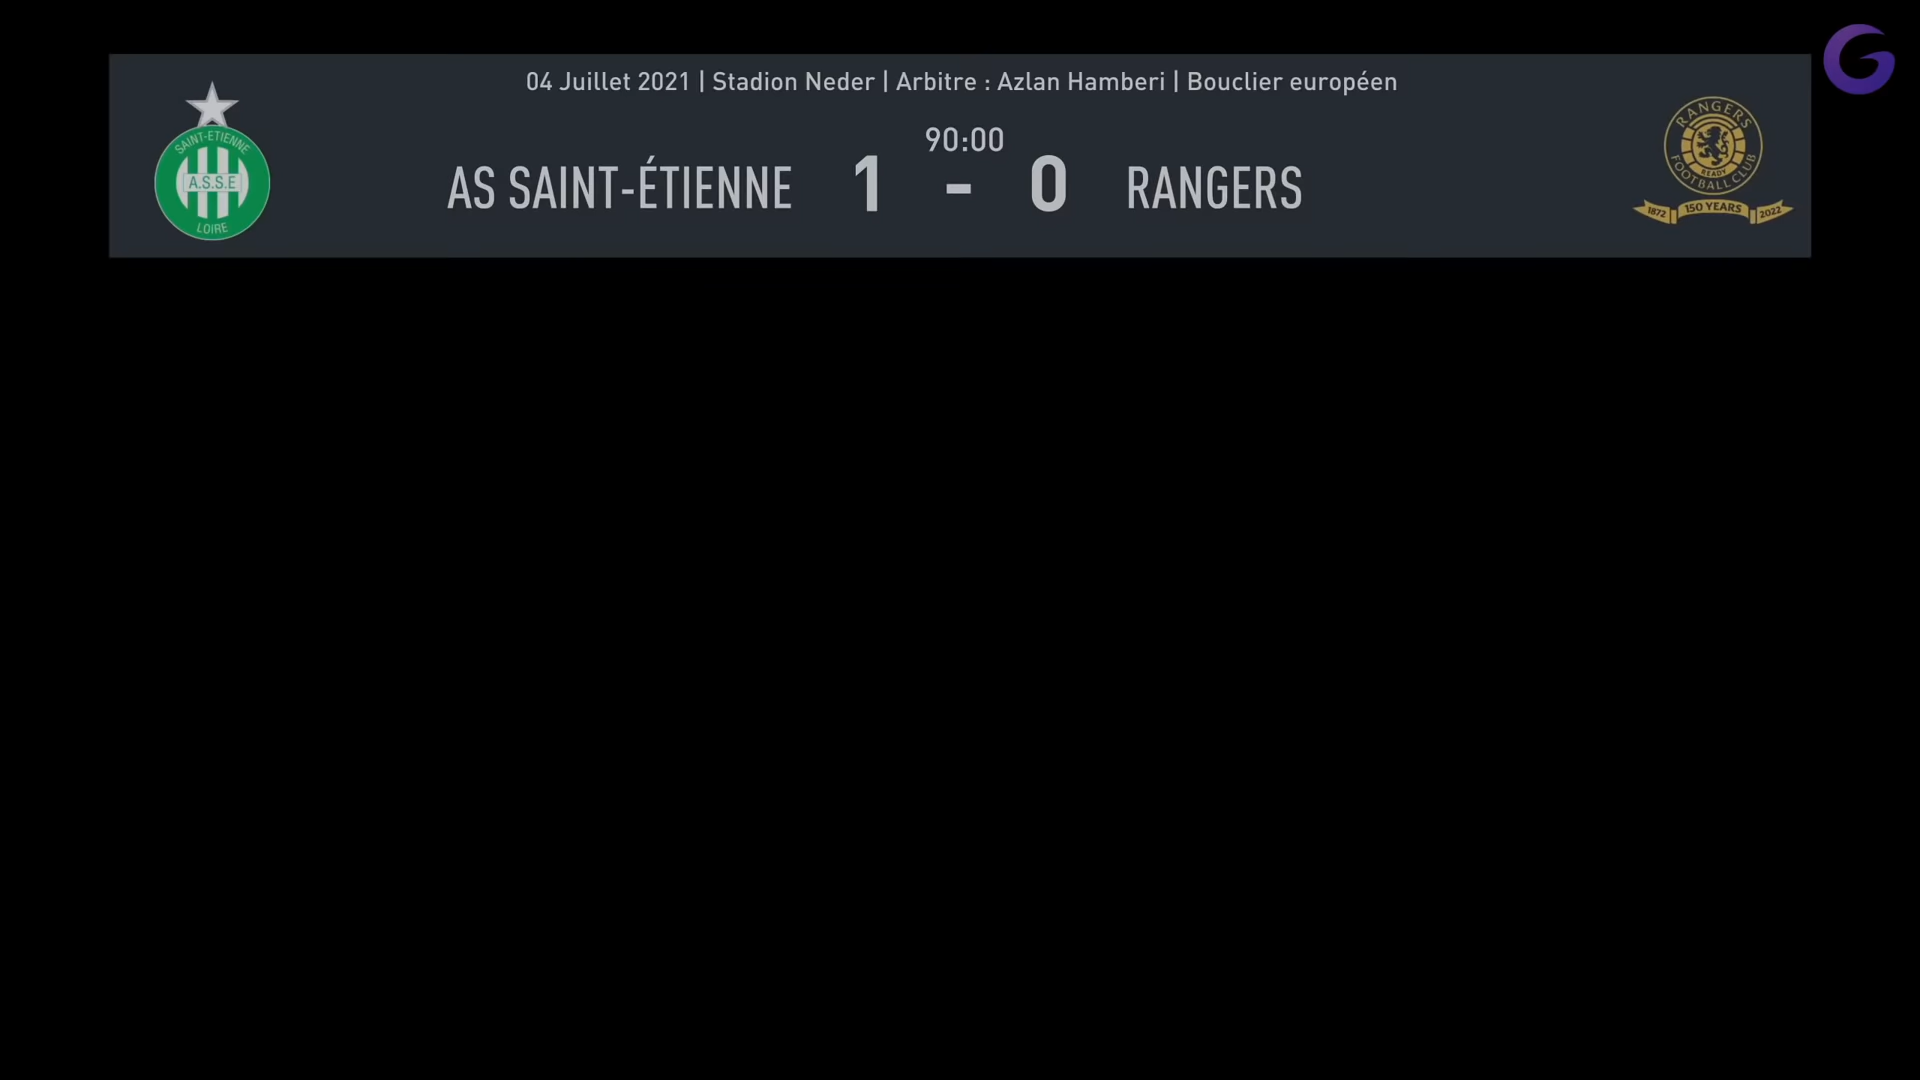 04 Juillet 2021 | Stadion Neder | Arbitre : Azlan Hamberi | Bouclier européen
90:00
AS SAINT-ÉTIENNE 1 - 0 RANGERS
SAINT-ETIENNE
A.S.S.E
LOIRE
RANGERS
FOOTBALL CLUB
READY
1872 150 YEARS 2022